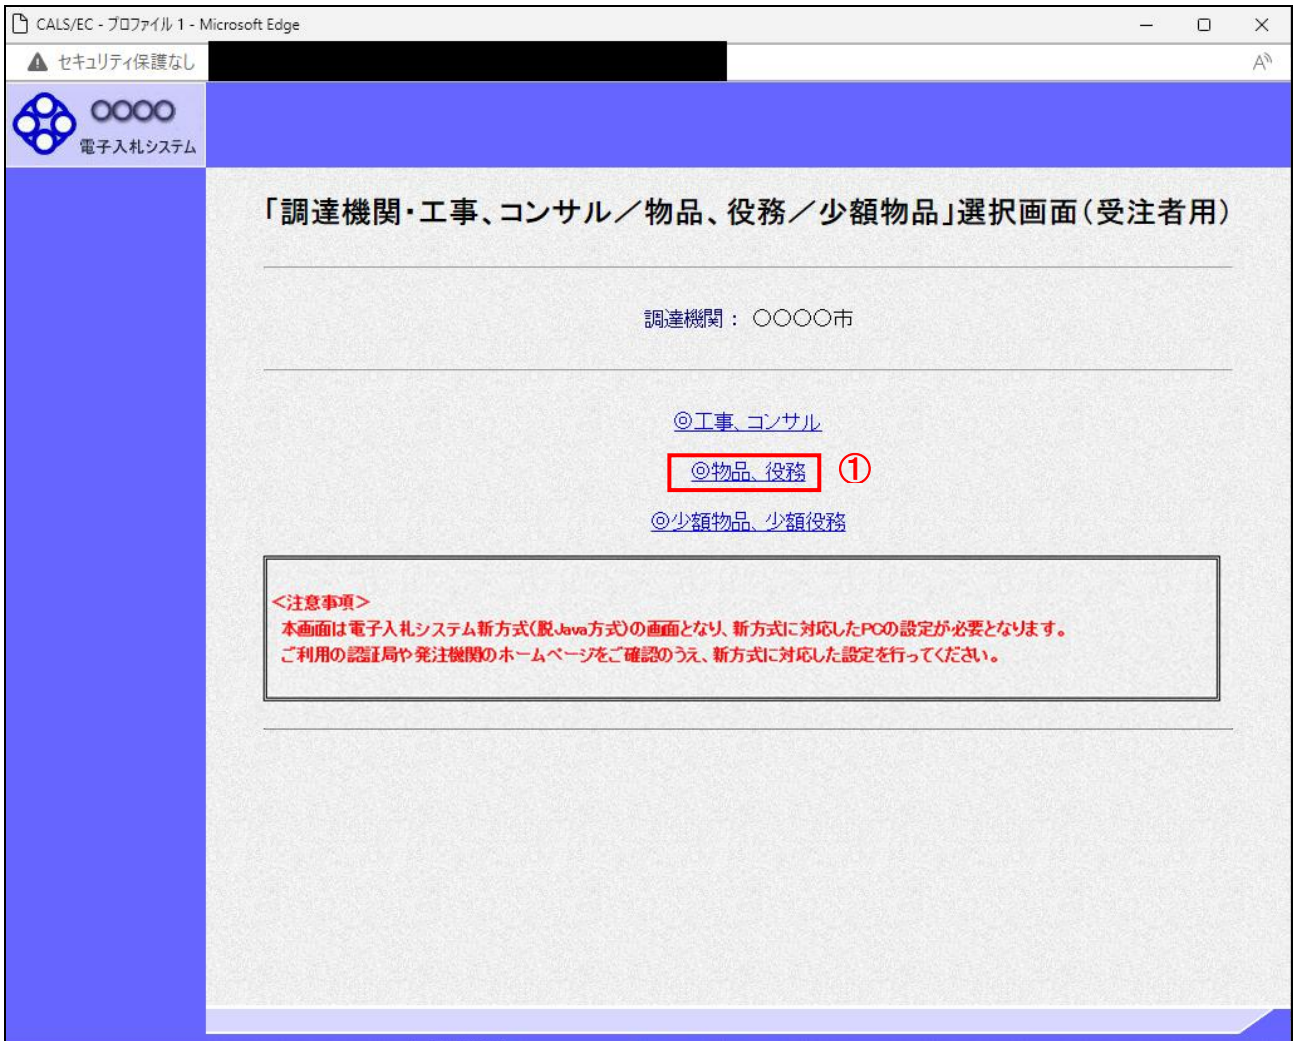 CALS/EC - プロファイル 1 - Microsoft Edge
セキュリティ保護なし
A
○○○○
電子入札システム
「調達機関・工事、コンサル／物品、役務／少額物品」選択画面(受注者用)
調達機関： ○○○○市
◎工事、コンサル
◎物品、役務 ①
◎少額物品、少額役務
＜注意事項＞
本画面は電子入札システム新方式(脱Java方式)の画面となり、新方式に対応したPCの設定が必要となります。
ご利用の認証局や発注機関のホームページをご確認のうえ、新方式に対応した設定を行ってください。